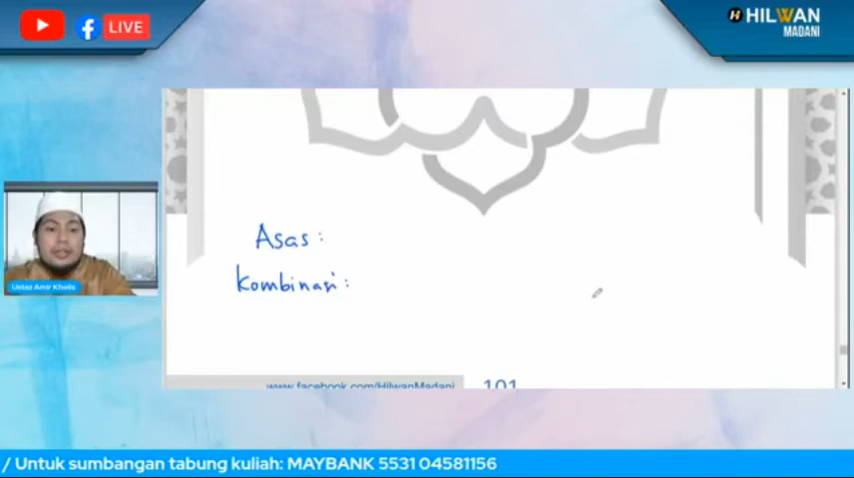 LIVE
HILWAN
MADANI
Asas :
Kombinasi :
Ustaz Amir Kholis
www.facebook.com/HilwanMadani
101
/ Untuk sumbangan tabung kuliah: MAYBANK 5531 04581156